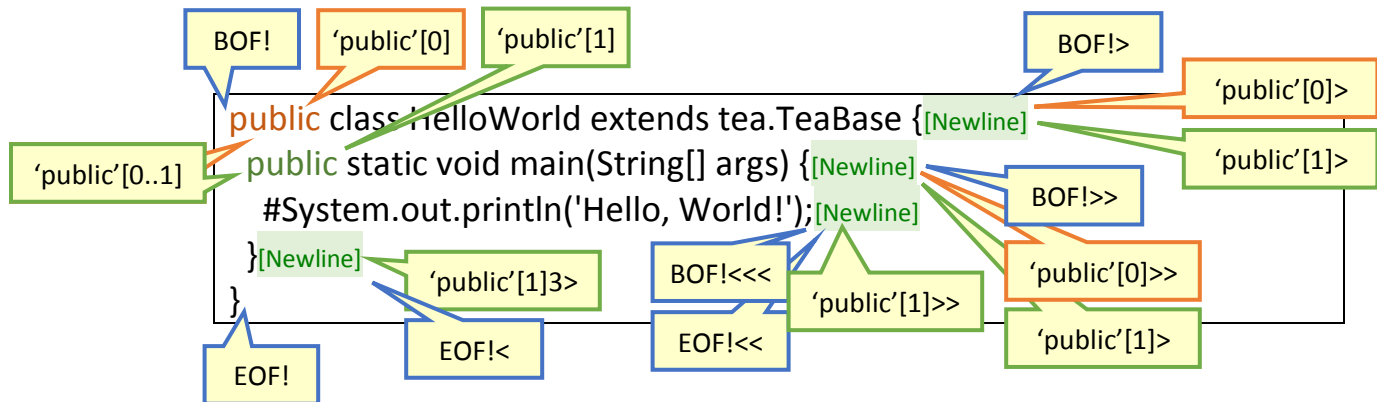 BOF!
‘public’[0]
‘public’[1]
BOF!>
‘public’[0]>
public class HelloWorld extends tea.TeaBase {[Newline]
‘public’[1]>
‘public’[0..1]
public static void main(String[] args) {[Newline]
BOF!>>
#System.out.println('Hello, World!');[Newline]
}[Newline]
‘public’[1]3>
BOF!<<<
‘public’[0]>>
‘public’[1]>>
}
EOF!<
EOF!<<
‘public’[1]>
EOF!